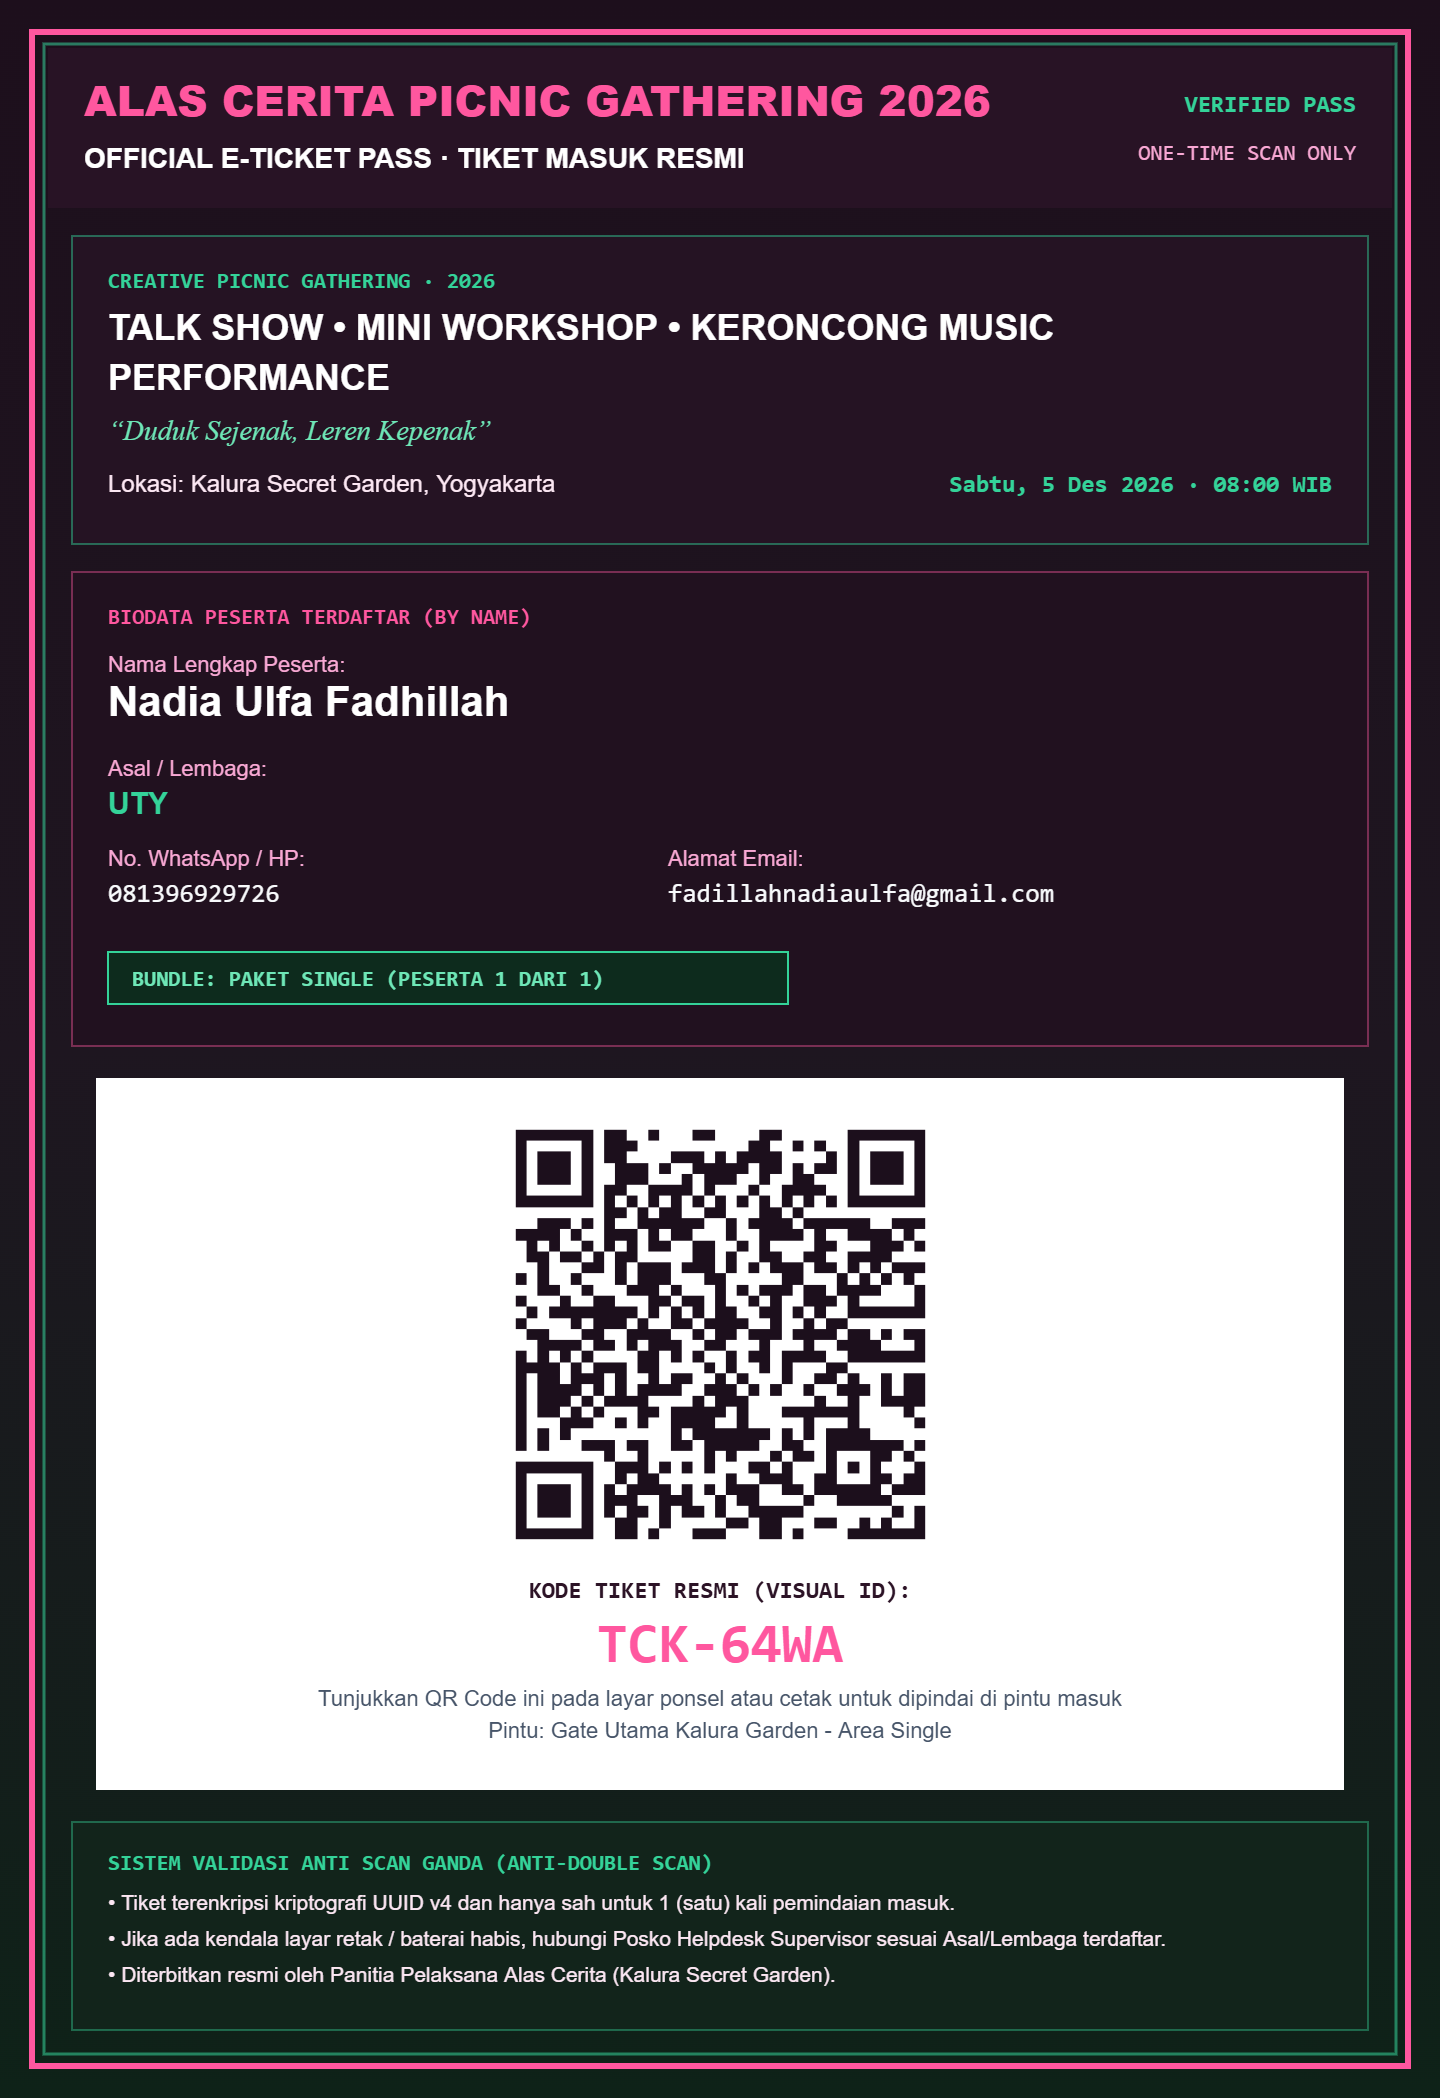 ALAS CERITA PICNIC GATHERING 2026
VERIFIED PASS
OFFICIAL E-TICKET PASS · TIKET MASUK RESMI
ONE-TIME SCAN ONLY
CREATIVE PICNIC GATHERING · 2026
TALK SHOW • MINI WORKSHOP • KERONCONG MUSIC
PERFORMANCE
“Duduk Sejenak, Leren Kepenak”
Lokasi: Kalura Secret Garden, Yogyakarta
Sabtu, 5 Des 2026 · 08:00 WIB
BIODATA PESERTA TERDAFTAR (BY NAME)
Nama Lengkap Peserta:
Nadia Ulfa Fadhillah
Asal / Lembaga:
UTY
No. WhatsApp / HP:
081396929726
Alamat Email:
fadillahnadiaulfa@gmail.com
BUNDLE: PAKET SINGLE (PESERTA 1 DARI 1)
KODE TIKET RESMI (VISUAL ID):
TCK-64WA
Tunjukkan QR Code ini pada layar ponsel atau cetak untuk dipindai di pintu masuk
Pintu: Gate Utama Kalura Garden - Area Single
SISTEM VALIDASI ANTI SCAN GANDA (ANTI-DOUBLE SCAN)
• Tiket terenkripsi kriptografi UUID v4 dan hanya sah untuk 1 (satu) kali pemindaian masuk.
• Jika ada kendala layar retak / baterai habis, hubungi Posko Helpdesk Supervisor sesuai Asal/Lembaga terdaftar.
• Diterbitkan resmi oleh Panitia Pelaksana Alas Cerita (Kalura Secret Garden).